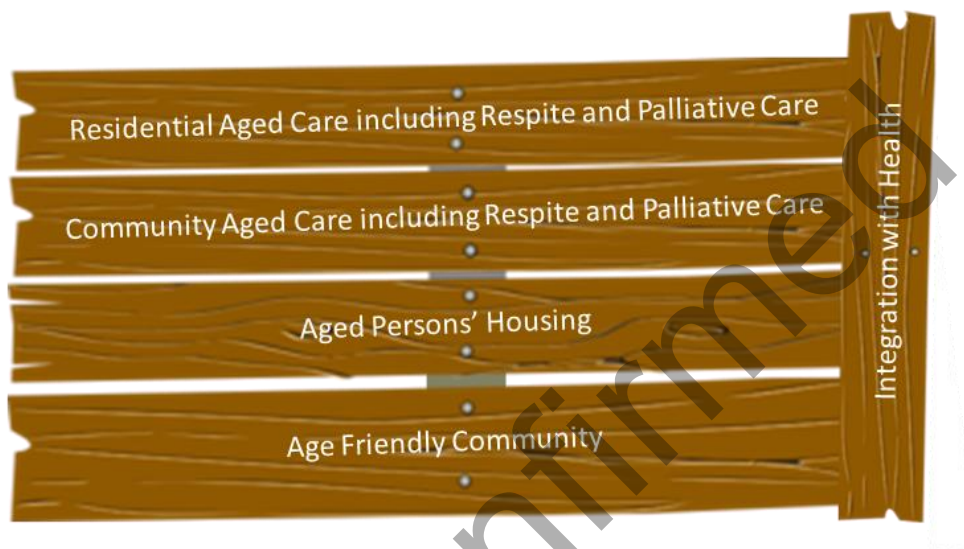 Residential Aged Care including Respite and Palliative Care
Community Aged Care including Respite and Palliative Care
Aged Persons' Housing
Age Friendly Community
Integration with Health